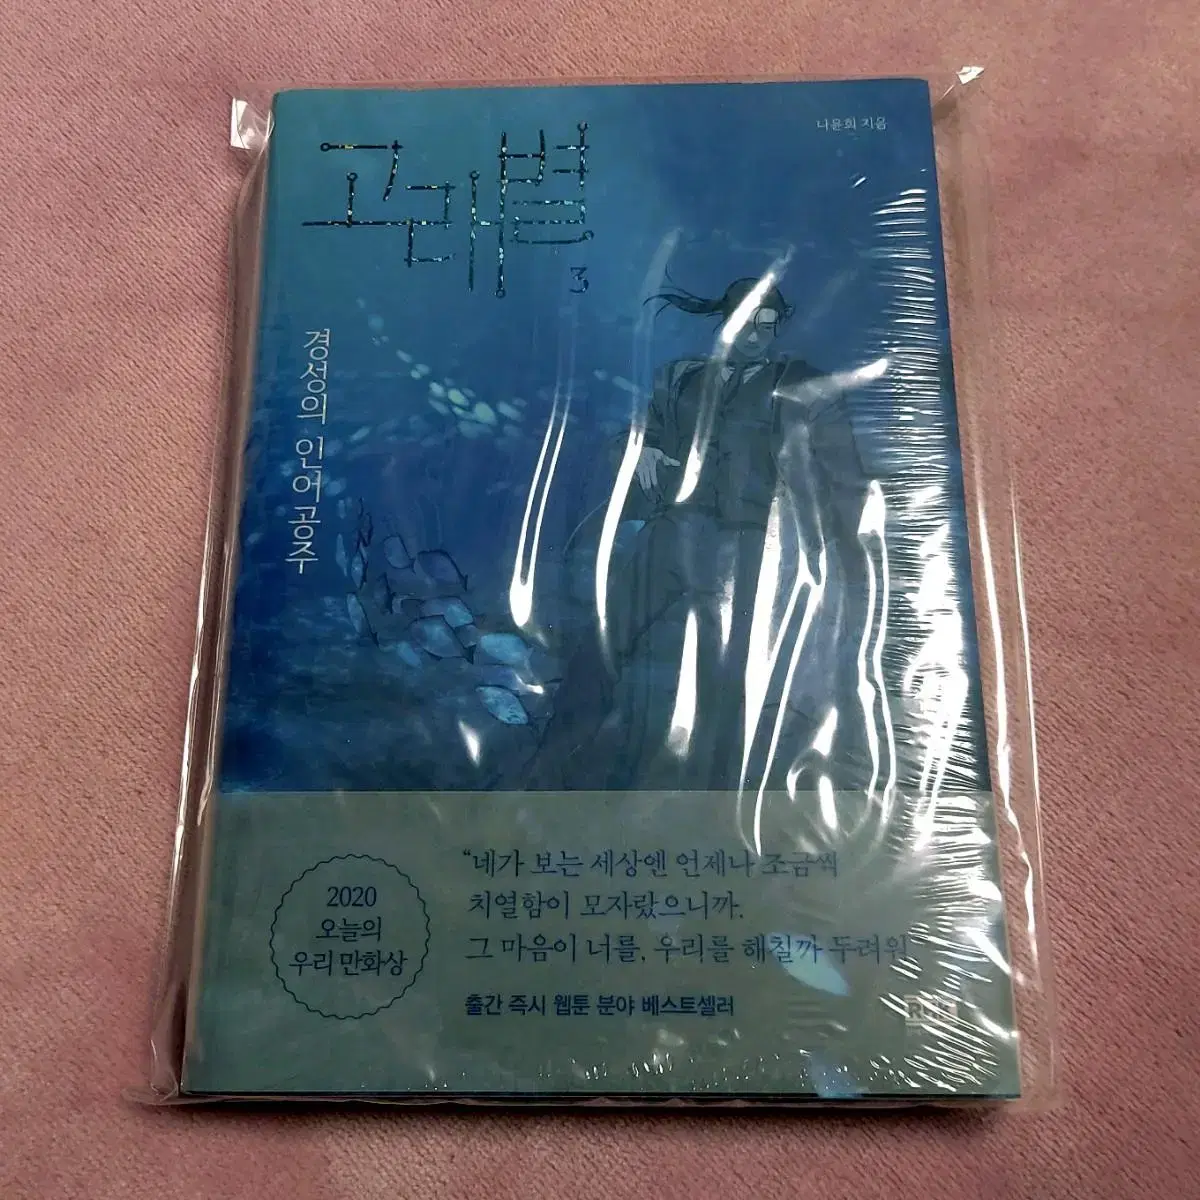 나윤희 지음
고래별
3
경성의 인어공주
2020
오늘의
우리 만화상
“네가 보는 세상엔 언제나 조금씩
치열함이 모자랐으니까.
그 마음이 너를, 우리를 해칠까 두려워
출간 즉시 웹툰 분야 베스트셀러
RHK